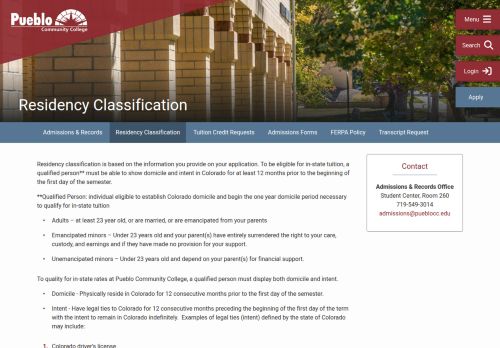 Pueblo
Community College
Menu
Search
Login
Apply
Residency Classification
Admissions & Records
Residency Classification
Tuition Credit Requests
Admissions Forms
FERPA Policy
Transcript Request
Residency classification is based on the information you provide on your application. To be eligible for in-state tuition, a
qualified person** must be able to show domicile and intent in Colorado for at least 12 months prior to the beginning of
the first day of the semester.
**Qualified Person: individual eligible to establish Colorado domicile and begin the one year domicile period necessary
to qualify for in-state tuition
• Adults – at least 23 year old, or are married, or are emancipated from your parents
• Emancipated minors – Under 23 years old and your parent(s) have entirely surrendered the right to your care,
custody, and earnings and if they have made no provision for your support.
• Unemancipated minors – Under 23 years old and depend on your parent(s) for financial support.
To qualify for in-state rates at Pueblo Community College, a qualified person must display both domicile and intent.
• Domicile - Physically reside in Colorado for 12 consecutive months prior to the first day of the semester.
• Intent - Have legal ties to Colorado for 12 consecutive months preceding the beginning of the first day of the term
with the intent to remain in Colorado indefinitely. Examples of legal ties (intent) defined by the state of Colorado
may include:
1. Colorado driver's license
Contact
Admissions & Records Office
Student Center, Room 260
719-549-3014
admissions@pueblocc.edu